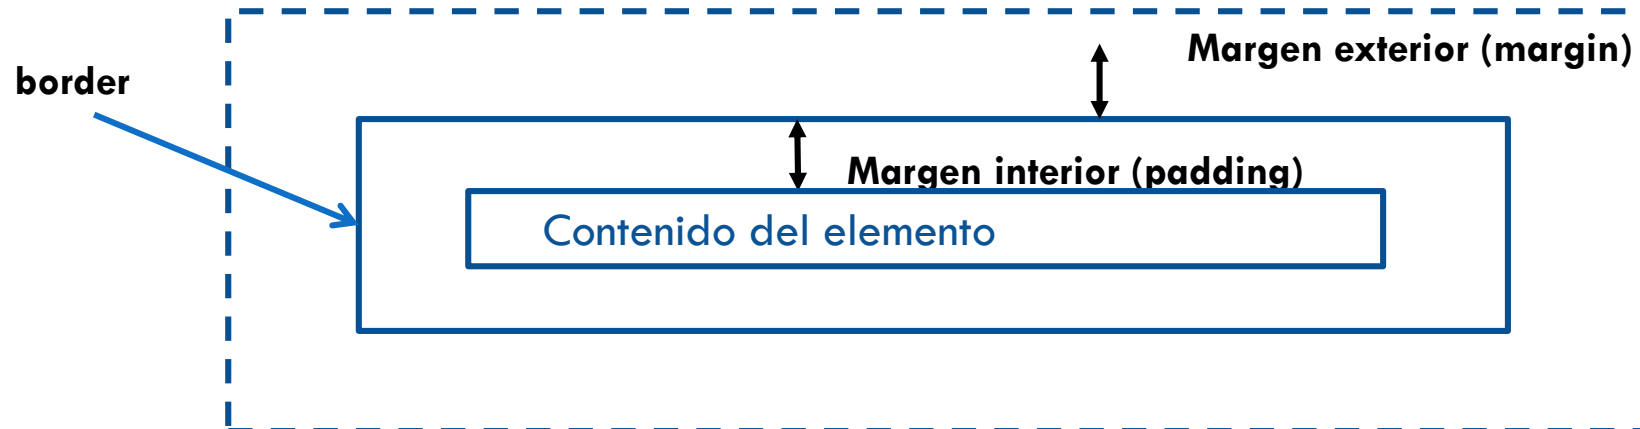 Margen exterior (margin)
border
Margen interior (padding)
Contenido del elemento